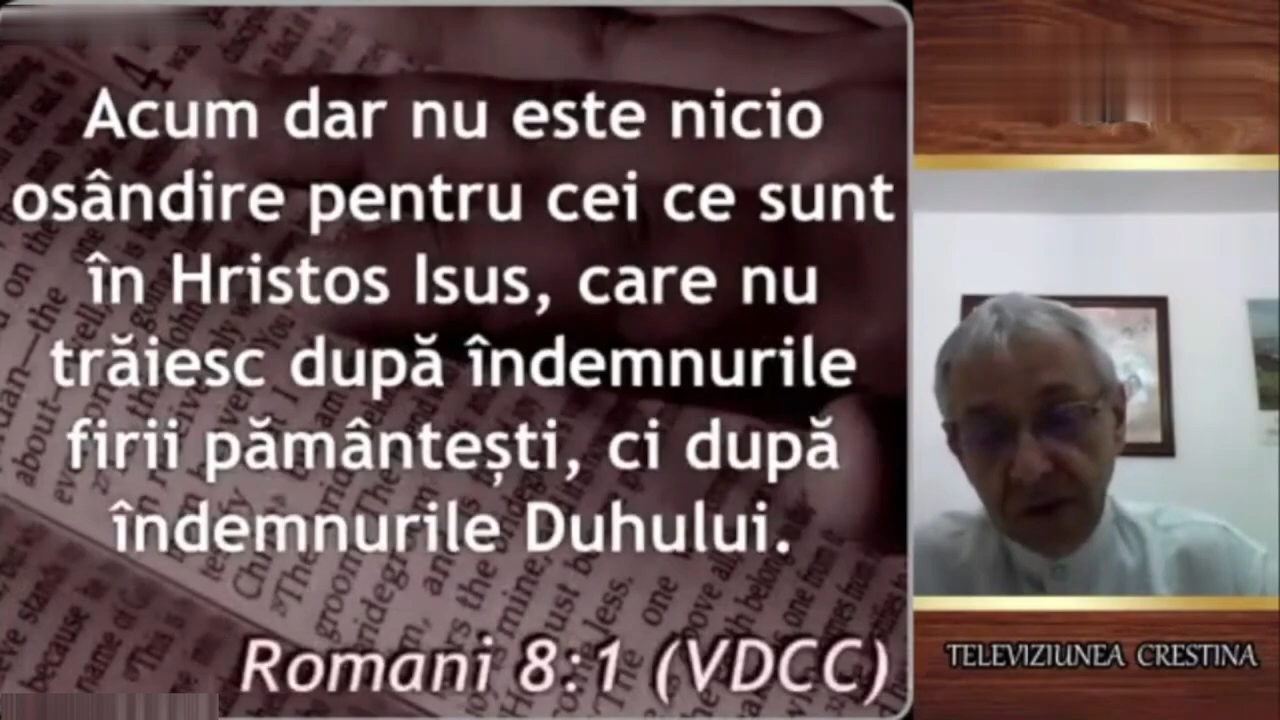 Acum dar nu este nicio
osândire pentru cei ce sunt
în Hristos Isus, care nu
trăiesc după îndemnurile
firii pământești, ci după
îndemnurile Duhului.
Romani 8:1 (VDCC)
TELEVIZIUNEA CRESTINA